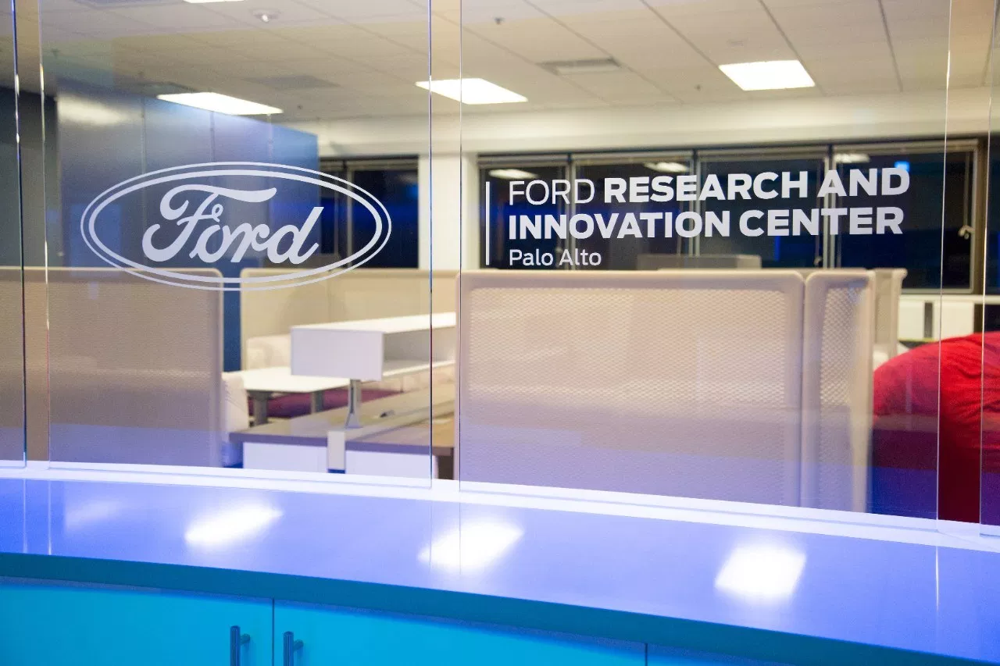 Ford
FORD RESEARCH AND
INNOVATION CENTER
Palo Alto